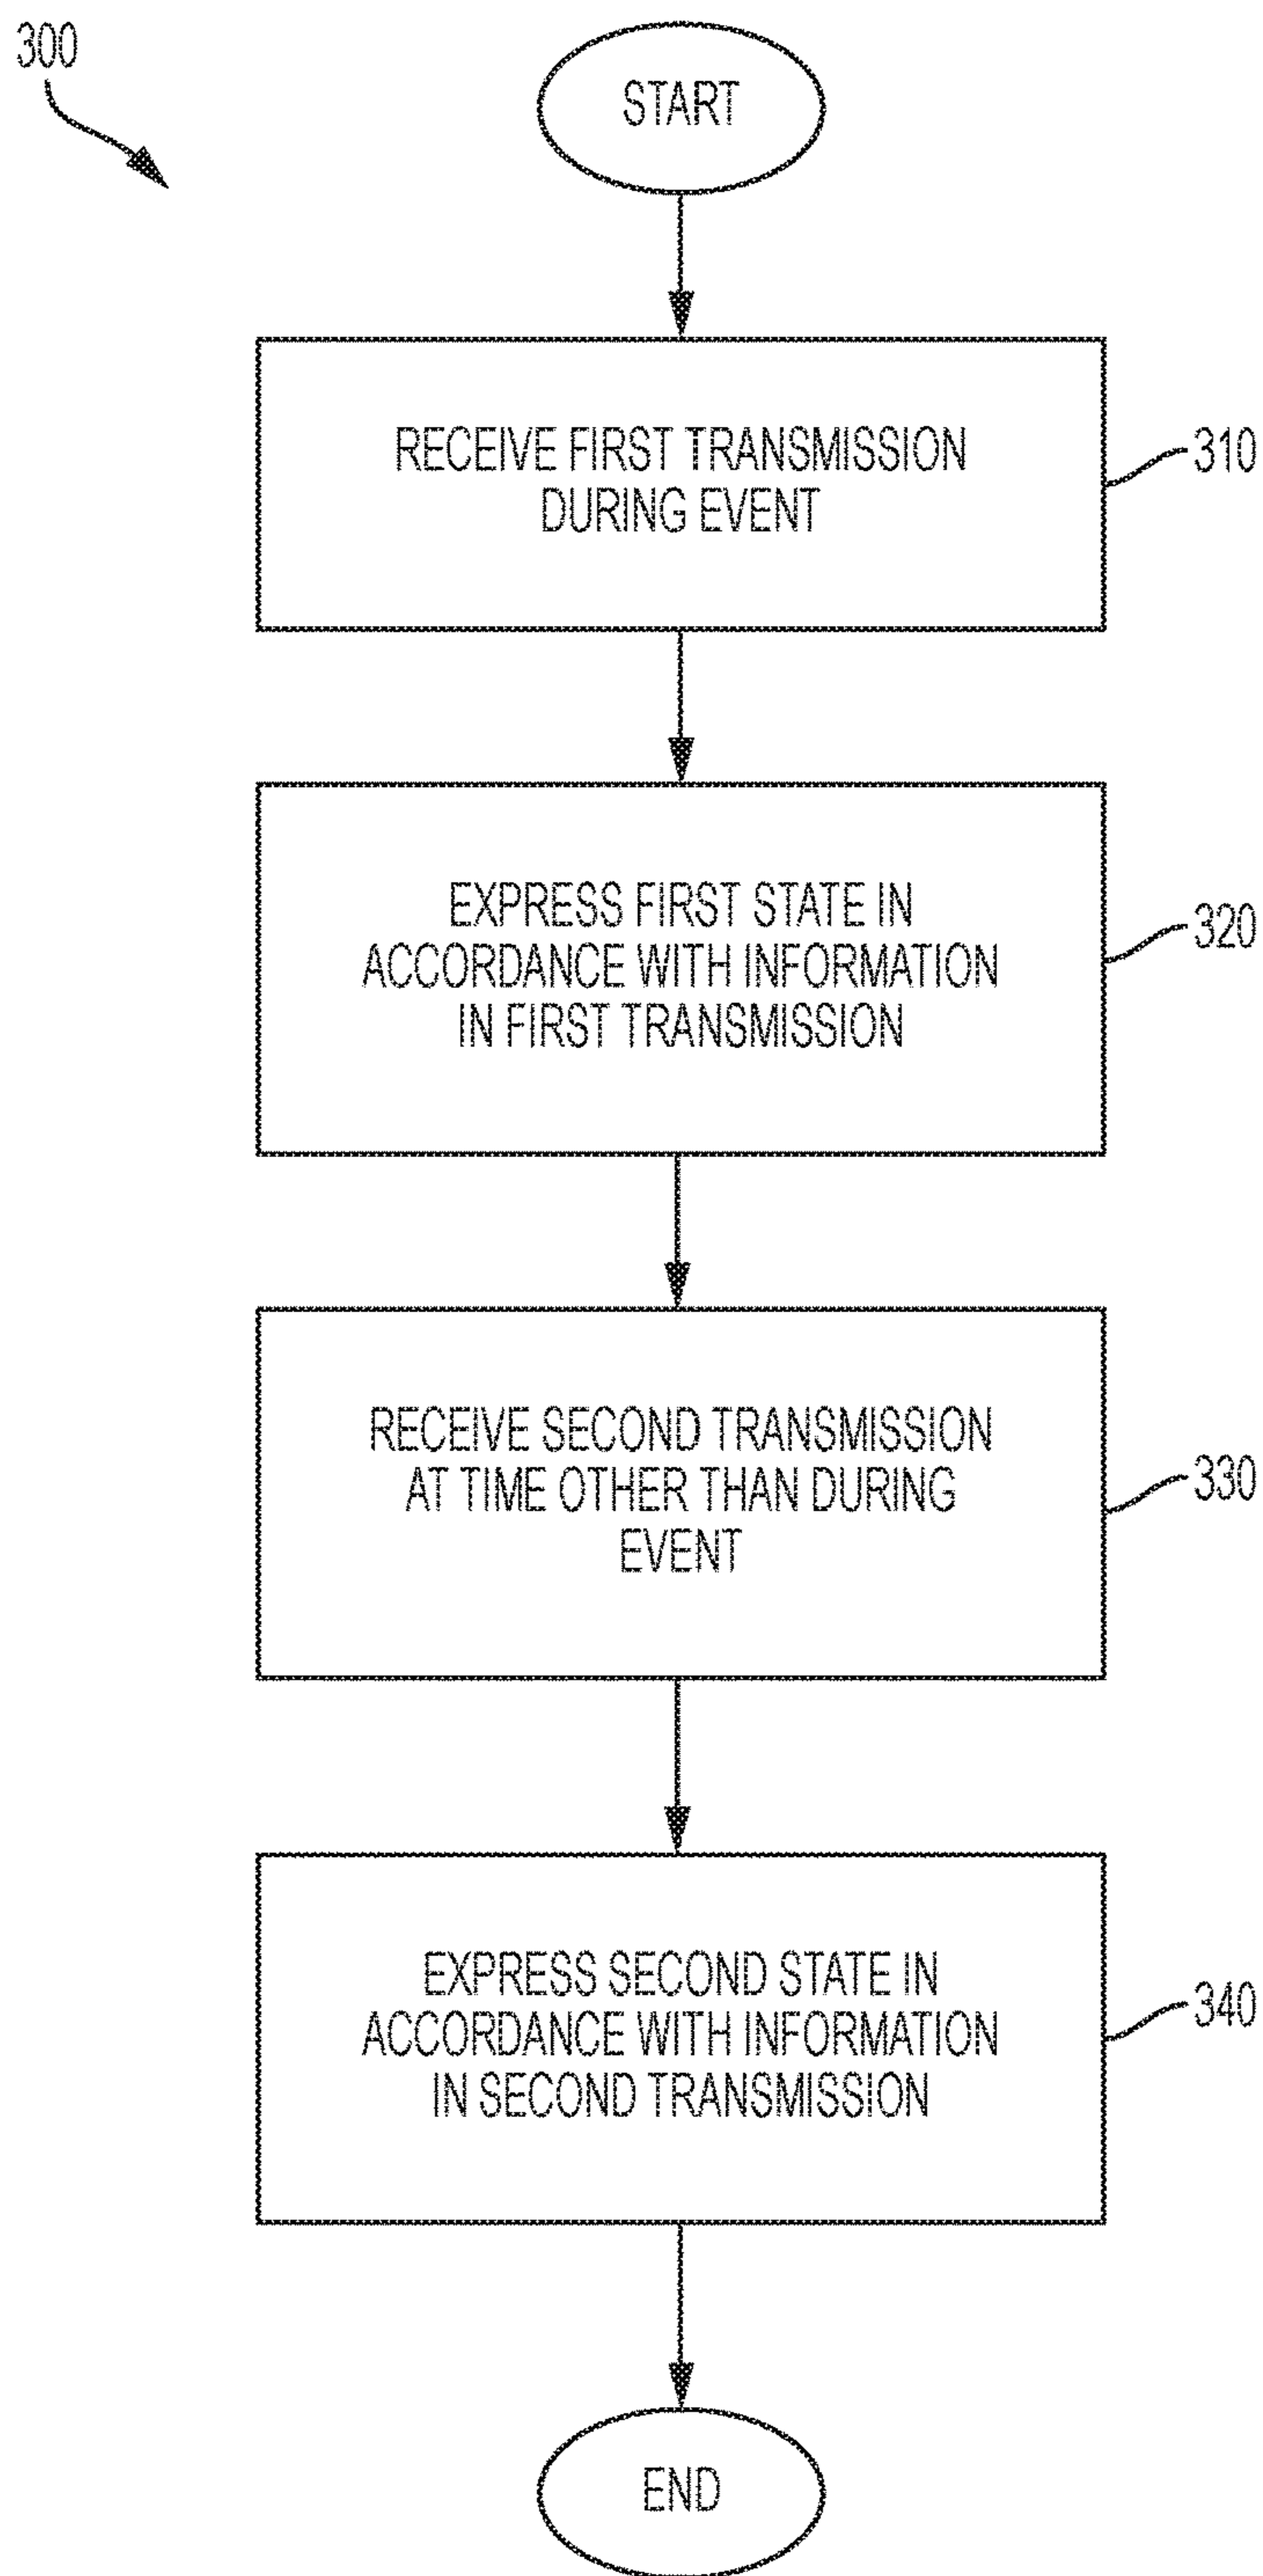 300
START
RECEIVE FIRST TRANSMISSION
DURING EVENT
310
EXPRESS FIRST STATE IN
ACCORDANCE WITH INFORMATION
IN FIRST TRANSMISSION
320
RECEIVE SECOND TRANSMISSION
AT TIME OTHER THAN DURING
EVENT
330
EXPRESS SECOND STATE IN
ACCORDANCE WITH INFORMATION
IN SECOND TRANSMISSION
340
END